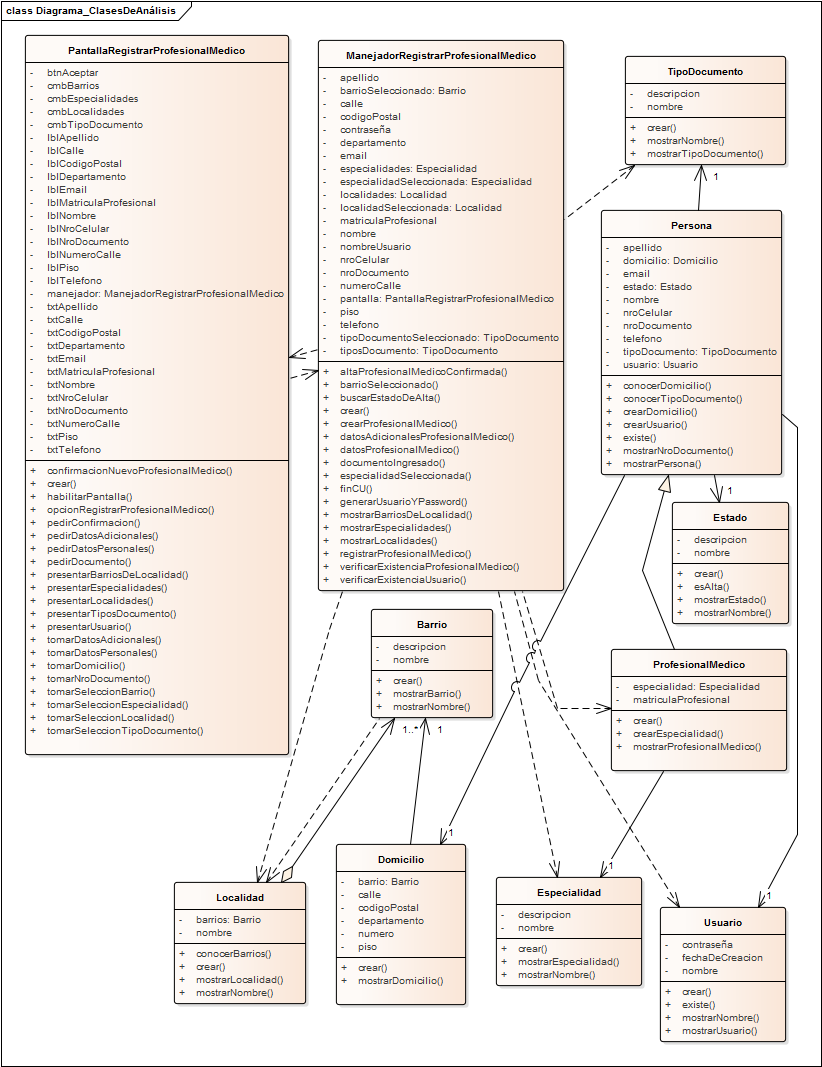 class Diagrama_ClasesDeAnálisis
PantallaRegistrarProfesionalMedico
- btnAceptar
- cmbBarrios
- cmbEspecialidades
- cmbLocalidades
- cmbTipoDocumento
- lblApellido
- lblCalle
- lblCodigoPostal
- lblDepartamento
- lblEmail
- lblMatriculaProfesional
- lblNombre
- lblNroCelular
- lblNroDocumento
- lblNumeroCalle
- lblPiso
- lblTelefono
- manejador: ManejadorRegistrarProfesionalMedico
- txtApellido
- txtCalle
- txtCodigoPostal
- txtDepartamento
- txtEmail
- txtMatriculaProfesional
- txtNombre
- txtNroCelular
- txtNroDocumento
- txtNumeroCalle
- txtPiso
- txtTelefono
+ confirmacionNuevoProfesionalMedico()
+ crear()
+ habilitarPantalla()
+ opcionRegistrarProfesionalMedico()
+ pedirConfirmacion()
+ pedirDatosAdicionales()
+ pedirDatosPersonales()
+ pedirDocumento()
+ presentarBarriosDeLocalidad()
+ presentarEspecialidades()
+ presentarLocalidades()
+ presentarTiposDocumento()
+ presentarUsuario()
+ tomarDatosAdicionales()
+ tomarDatosPersonales()
+ tomarDomicilio()
+ tomarNroDocumento()
+ tomarSeleccionBarrio()
+ tomarSeleccionEspecialidad()
+ tomarSeleccionLocalidad()
+ tomarSeleccionTipoDocumento()
ManejadorRegistrarProfesionalMedico
- apellido
- barrioSeleccionado: Barrio
- calle
- codigoPostal
- contraseña
- departamento
- email
- especialidades: Especialidad
- especialidadSeleccionada: Especialidad
- localidades: Localidad
- localidadSeleccionada: Localidad
- matriculaProfesional
- nombre
- nombreUsuario
- nroCelular
- nroDocumento
- numeroCalle
- pantalla: PantallaRegistrarProfesionalMedico
- piso
- telefono
- tipoDocumentoSeleccionado: TipoDocumento
- tiposDocumento: TipoDocumento
+ altaProfesionalMedicoConfirmada()
+ barrioSeleccionado()
+ buscarEstadoDeAlta()
+ crear()
+ crearProfesionalMedico()
+ datosAdicionalesProfesionalMedico()
+ datosProfesionalMedico()
+ documentoIngresado()
+ especialidadSeleccionada()
+ finCU()
+ generarUsuarioYPassword()
+ mostrarBarriosDeLocalidad()
+ mostrarEspecialidades()
+ mostrarLocalidades()
+ registrarProfesionalMedico()
+ verificarExistenciaProfesionalMedico()
+ verificarExistenciaUsuario()
TipoDocumento
- descripcion
- nombre
+ crear()
+ mostrarNombre()
+ mostrarTipoDocumento()
1
Persona
- apellido
- domicilio: Domicilio
- email
- estado: Estado
- nombre
- nroCelular
- nroDocumento
- telefono
- tipoDocumento: TipoDocumento
- usuario: Usuario
+ conocerDomicilio()
+ conocerTipoDocumento()
+ crearDomicilio()
+ crearUsuario()
+ existe()
+ mostrarNroDocumento()
+ mostrarPersona()
1
Estado
- descripcion
- nombre
+ crear()
+ esAlta()
+ mostrarEstado()
+ mostrarNombre()
Barrio
- descripcion
- nombre
+ crear()
+ mostrarBarrio()
+ mostrarNombre()
1..* 1
ProfesionalMedico
- especialidad: Especialidad
- matriculaProfesional
+ crear()
+ crearEspecialidad()
+ mostrarProfesionalMedico()
Localidad
- barrios: Barrio
- nombre
+ conocerBarrios()
+ crear()
+ mostrarLocalidad()
+ mostrarNombre()
1
Domicilio
- barrio: Barrio
- calle
- codigoPostal
- departamento
- numero
- piso
+ crear()
+ mostrarDomicilio()
1
Especialidad
- descripcion
- nombre
+ crear()
+ mostrarEspecialidad()
+ mostrarNombre()
1
Usuario
- contraseña
- fechaDeCreacion
- nombre
+ crear()
+ existe()
+ mostrarNombre()
+ mostrarUsuario()